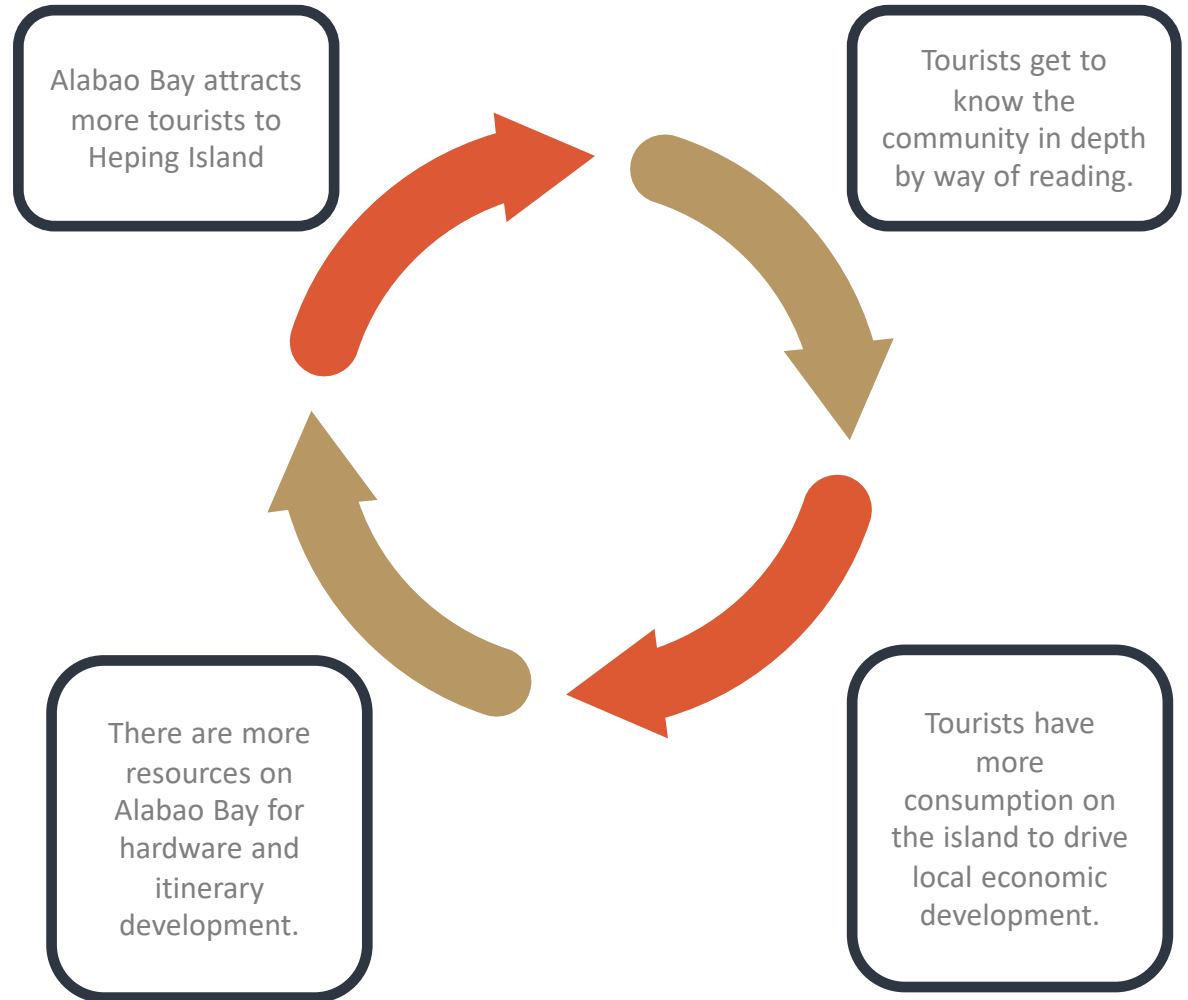 Alabao Bay attracts
more tourists to
Heping Island
Tourists get to
know the
community in depth
by way of reading.
Tourists have
more
consumption on
the island to drive
local economic
development.
There are more
resources on
Alabao Bay for
hardware and
itinerary
development.